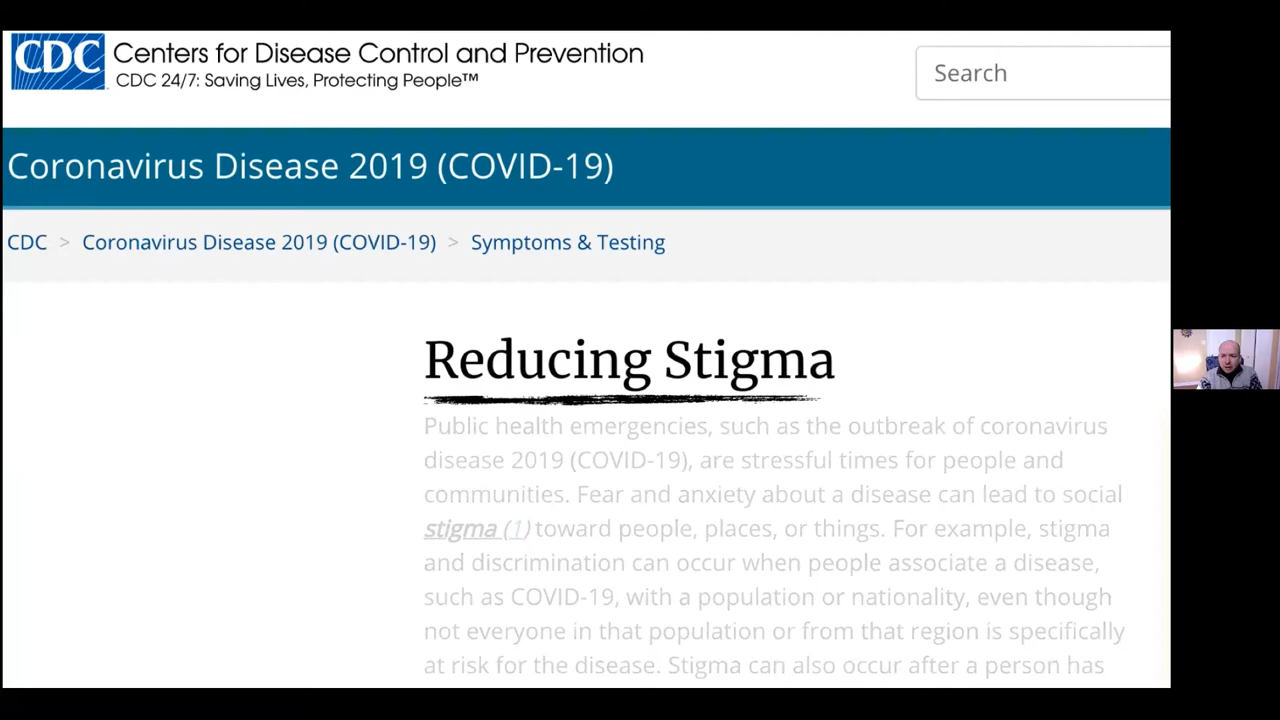 CDC
Centers for Disease Control and Prevention
CDC 24/7: Saving Lives, Protecting People™
Search
Coronavirus Disease 2019 (COVID-19)
CDC > Coronavirus Disease 2019 (COVID-19) > Symptoms & Testing
Reducing Stigma
Public health emergencies, such as the outbreak of coronavirus
disease 2019 (COVID-19), are stressful times for people and
communities. Fear and anxiety about a disease can lead to social
stigma (1) toward people, places, or things. For example, stigma
and discrimination can occur when people associate a disease,
such as COVID-19, with a population or nationality, even though
not everyone in that population or from that region is specifically
at risk for the disease. Stigma can also occur after a person has